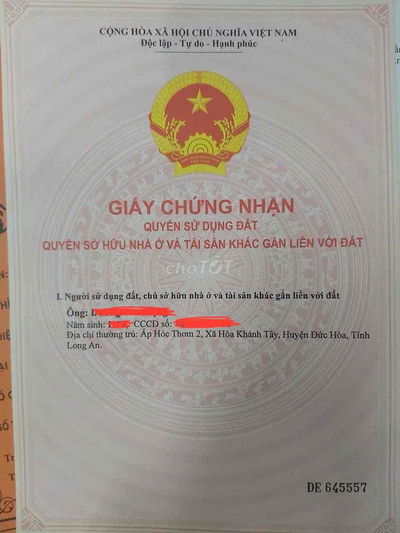 CỘNG HÒA XÃ HỘI CHỦ NGHĨA VIỆT NAM
Độc lập - Tự do - Hạnh phúc
GIẤY CHỨNG NHẬN
QUYỀN SỬ DỤNG ĐẤT
QUYỀN SỞ HỮU NHÀ Ở VÀ TÀI SẢN KHÁC GẮN LIỀN VỚI ĐẤT
choTỐT
I. Người sử dụng đất, chủ sở hữu nhà ở và tài sản khác gắn liền với đất
Ông:
Năm sinh: CCCD số:
Địa chỉ thường trú: Ấp Hóc Thơm 2, Xã Hòa Khánh Tây, Huyện Đức Hòa, Tỉnh
Long An.
DE 645557